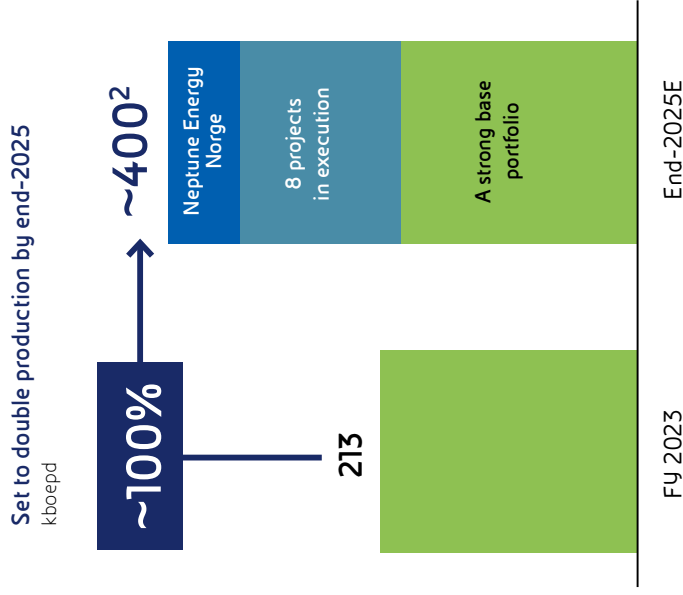 Set to double production by end-2025
kboepd
~100%
~400²
213
Neptune Energy
Norge
8 projects
in execution
A strong base
portfolio
FY 2023
End-2025E